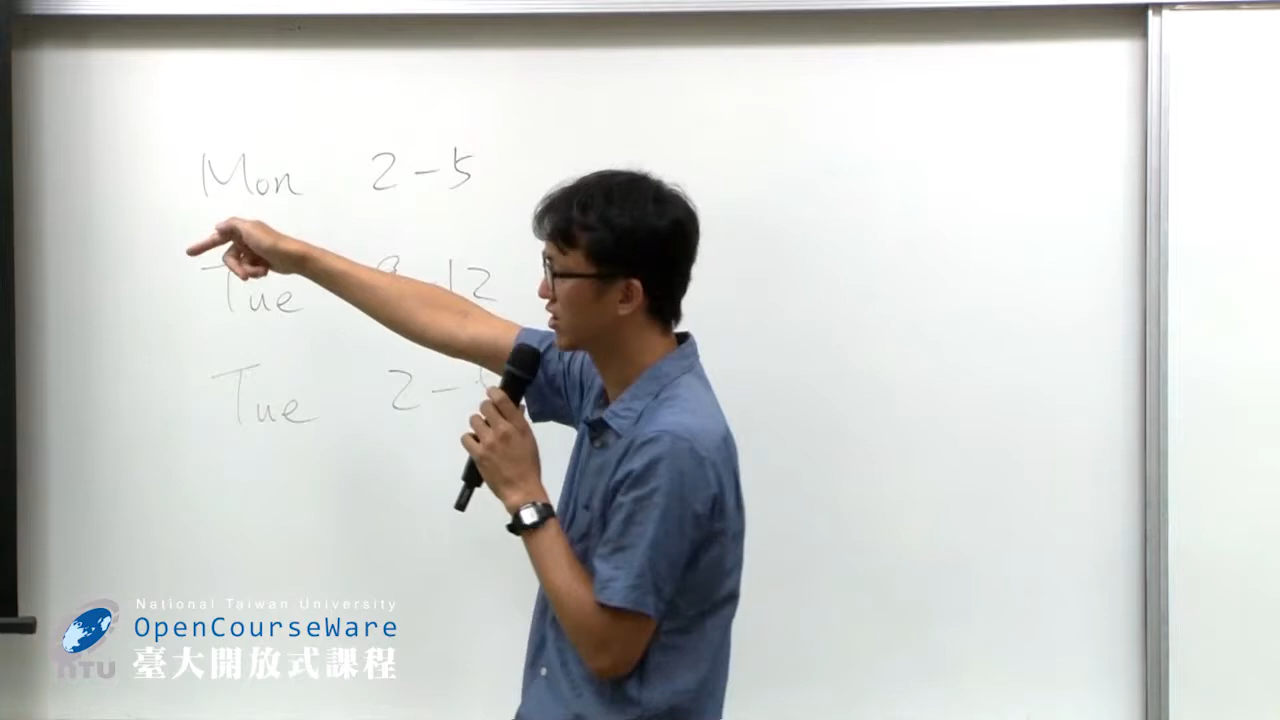 Mon 2-5
Tue 12
Tue 2-
National Taiwan University
OpenCourseWare
NTU
臺大開放式課程